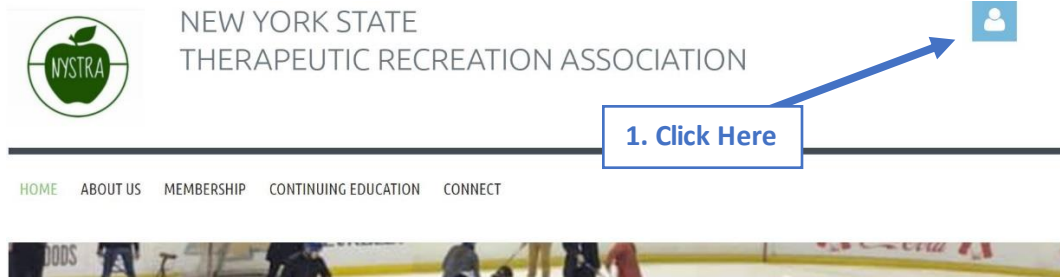 NYSTRA
NEW YORK STATE
THERAPEUTIC RECREATION ASSOCIATION
1. Click Here
HOME ABOUT US MEMBERSHIP CONTINUING EDUCATION CONNECT